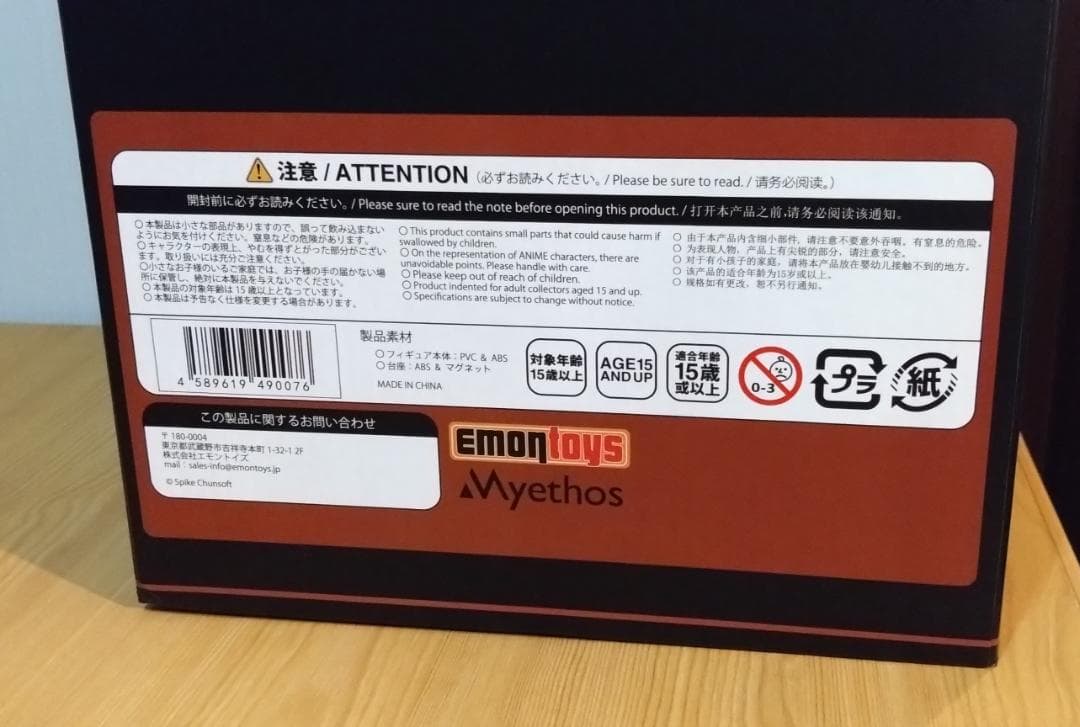 注意 / ATTENTION（必ずお読みください。/ Please be sure to read. / 请务必阅读。）
開封前に必ずお読みください。/ Please sure to read the note before opening this product. / 打开本产品之前,请务必阅读该通知。
○本製品は小さな部品がありますので、誤って飲み込まない
ようにお気を付けください。窒息などの危険があります。
○キャラクターの表現上、やむを得ずとがった部分がござい
ます。取り扱いには充分ご注意ください。
○小さなお子様のいるご家庭では、お子様の手の届かない場
所に保管し、絶対に本製品を与えないでください。
○本製品の対象年齢は15歳以上となっています。
○本製品は予告なく仕様を変更する場合があります。
○This product contains small parts that could cause harm if
swallowed by children.
○On the representation of ANIME characters, there are
unavoidable points. Please handle with care.
○Please keep out of reach of children.
○Product indented for adult collectors aged 15 and up.
○Specifications are subject to change without notice.
○ 由于本产品内含细小部件，请注意不要意外吞咽。有窒息的危险。
○ 为表现人物，产品上有尖锐的部分，请注意安全。
○ 对于有小孩子的家庭，请将本产品放在婴幼儿接触不到的地方。
○ 该产品的适合年龄为15岁或以上。
○ 规格如有更改，恕不另行通知。
4 589619 490076
製品素材
○フィギュア本体：PVC & ABS
○台座：ABS & マグネット
MADE IN CHINA
対象年齢
15歳以上
AGE15
AND UP
適合年齢
15歳
或以上
0-3
プラ
紙
この製品に関するお問い合わせ
〒180-0004
東京都武蔵野市吉祥寺本町 1-32-1 2F
株式会社エモントイズ
mail：sales-info@emontoys.jp
© Spike Chunsoft
emontoys
Myethos